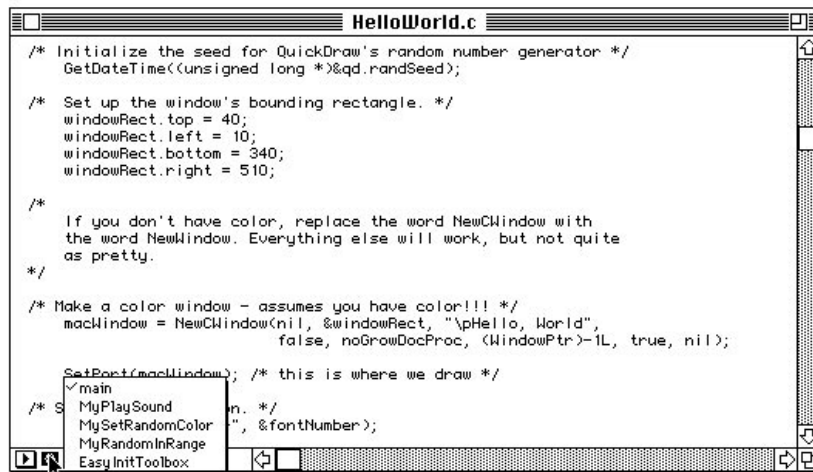 HelloWorld.c
/* Initialize the seed for QuickDraw's random number generator */
GetDateTime((unsigned long *)&qd.randSeed);
/* Set up the window's bounding rectangle. */
windowRect.top = 40;
windowRect.left = 10;
windowRect.bottom = 340;
windowRect.right = 510;
/*
If you don't have color, replace the word NewCWindow with
the word NewWindow. Everything else will work, but not quite
as pretty.
*/
/* Make a color window - assumes you have color!!! */
macWindow = NewCWindow(nil, &windowRect, "\pHello, World",
false, noGrowDocProc, (WindowPtr)-1L, true, nil);
SetPort(macWindow); /* this is where we draw */
/* S n. */
", &fontNumber);
✓main
MyPlaySound
MySetRandomColor
MyRandomInRange
EasyInitToolbox